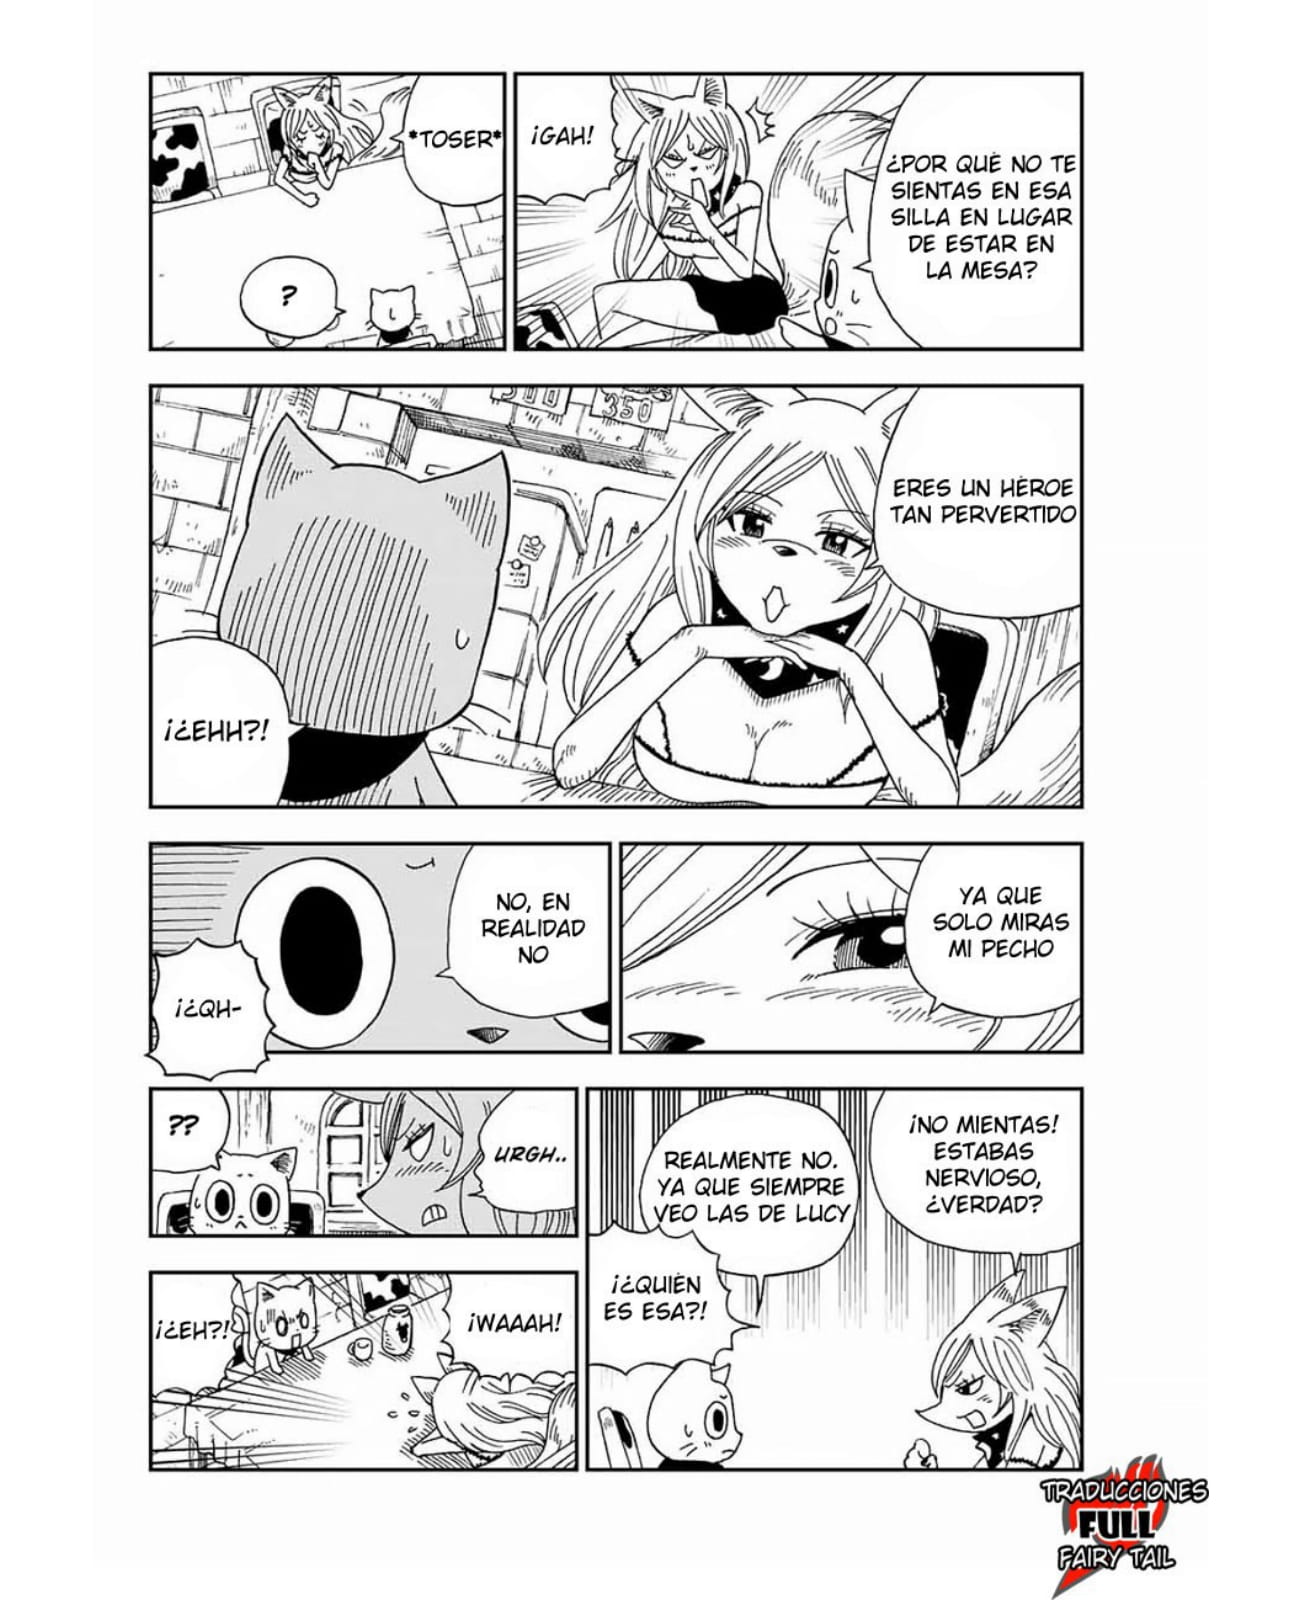 ¿POR QUÉ NO TE
SIENTAS EN ESA
SILLA EN LUGAR
DE ESTAR EN
LA MESA?
¡GAH!
*TOSER*
?
300
350
ERES UN HÉROE
TAN PERVERTIDO
¡¿EHH?!
YA QUE
SOLO MIRAS
MI PECHO
NO, EN
REALIDAD
NO
¡¿QH-
¡NO MIENTAS!
ESTABAS
NERVIOSO,
¿VERDAD?
REALMENTE NO.
YA QUE SIEMPRE
VEO LAS DE LUCY
¡¿QUIÉN
ES ESA?!
URGH..
??
¡WAAAH!
¡¿EH?!
TRADUCCIONES
FULL
FAIRY TAIL